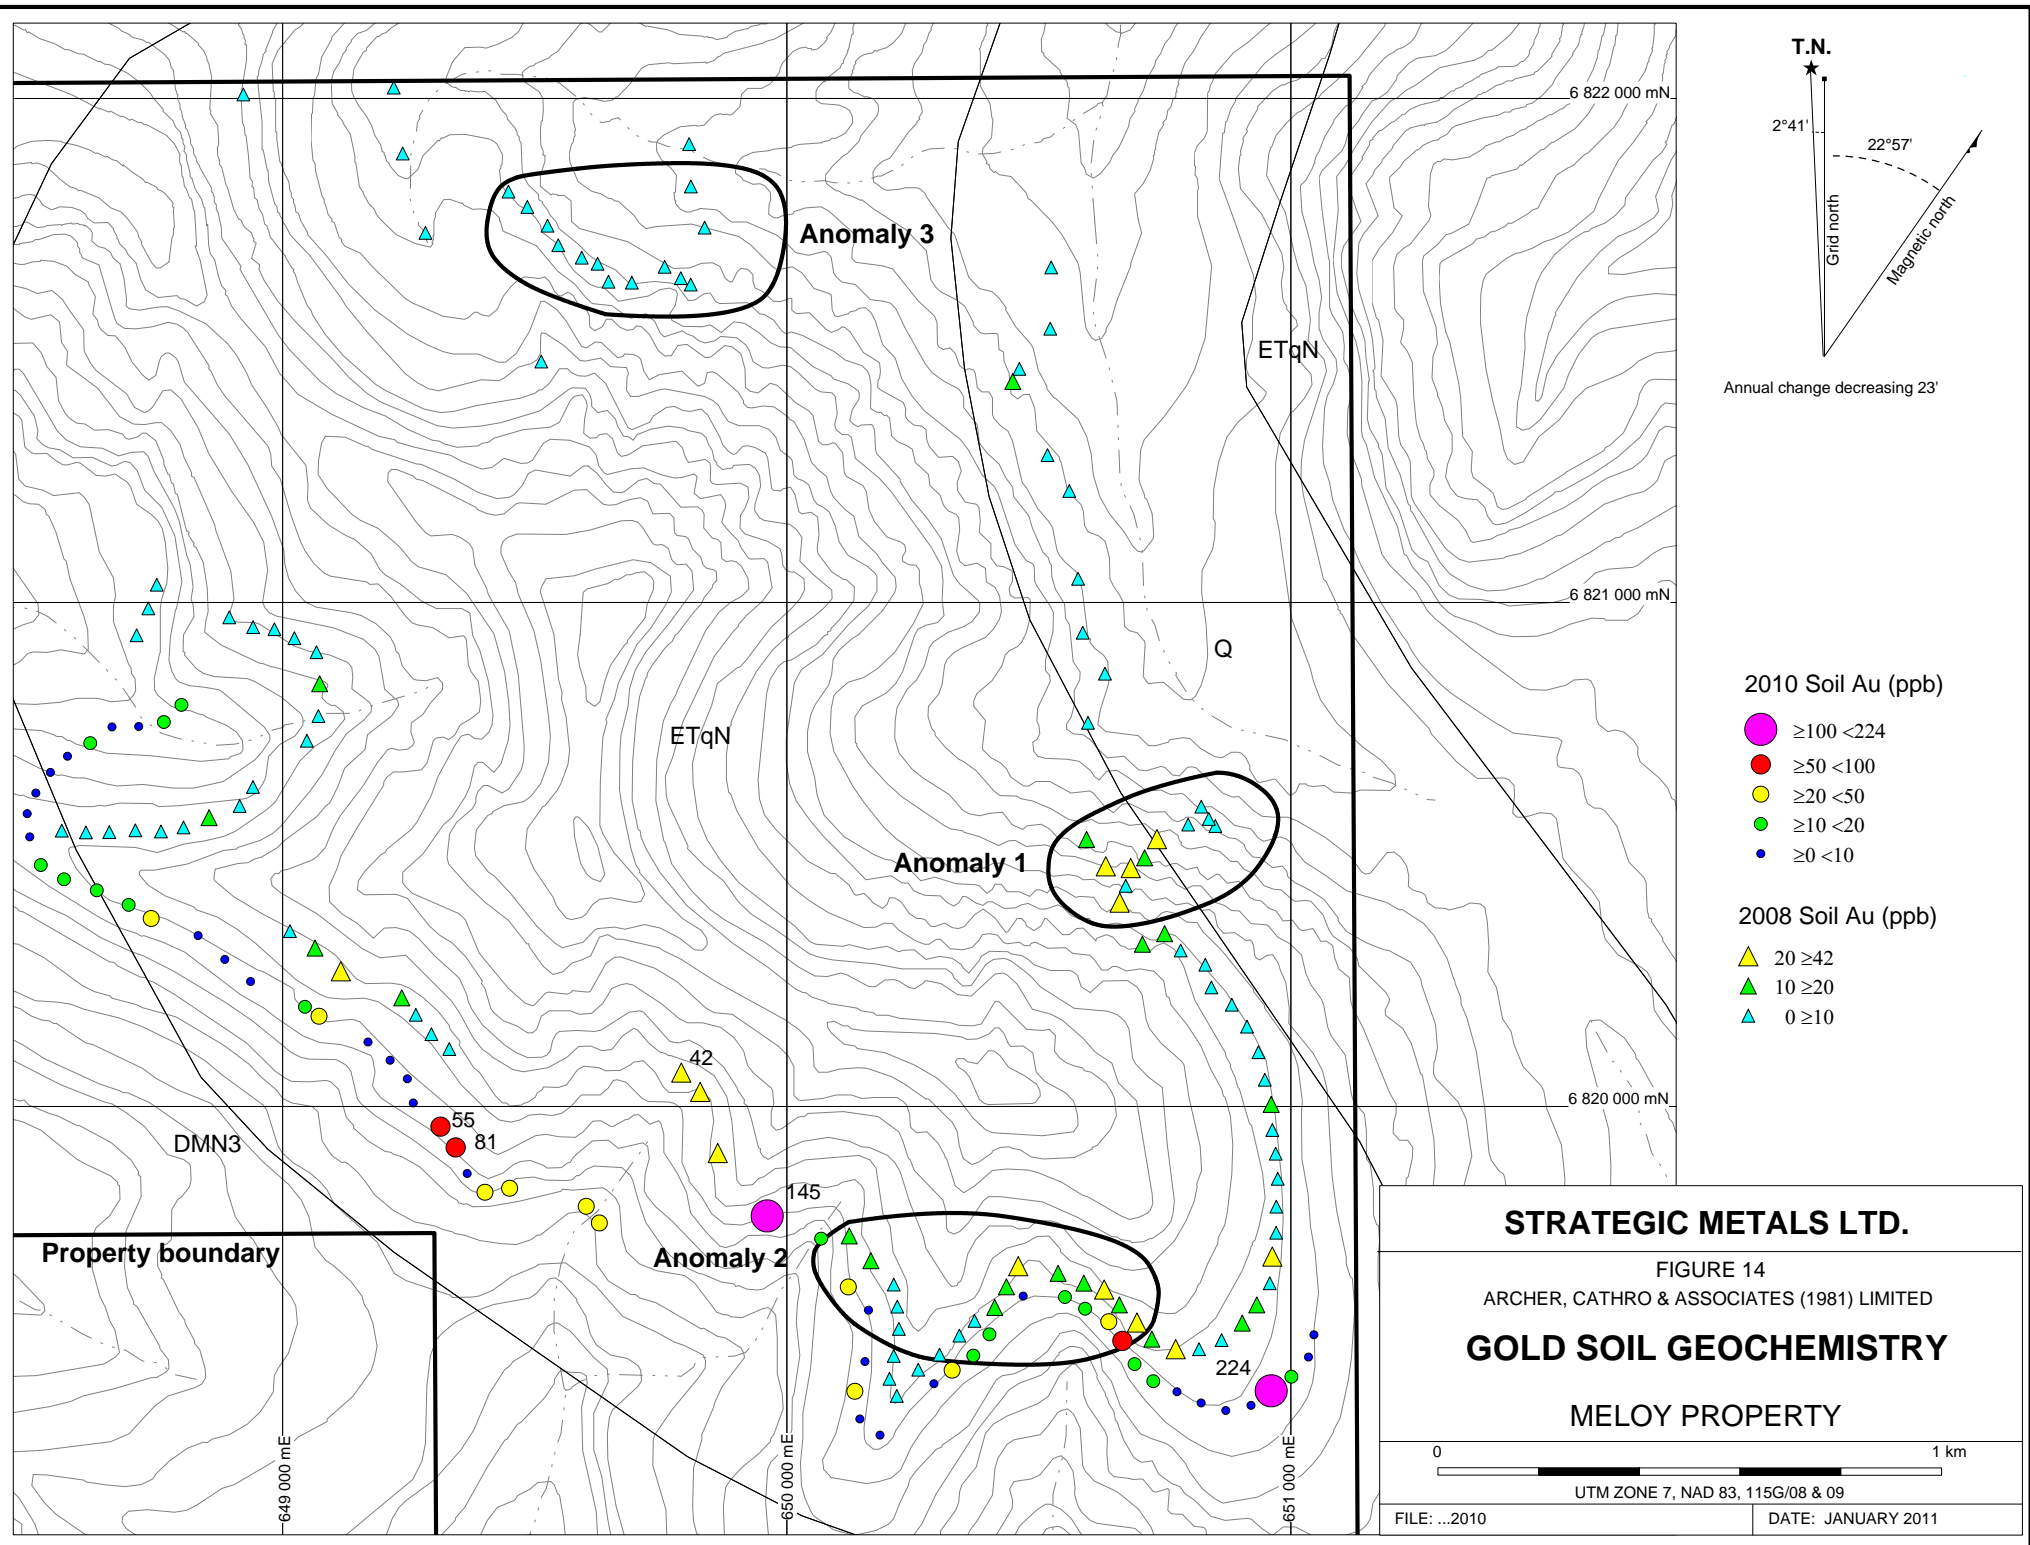 T.N.
6 822 000 mN
2°41'
22°57'
Grid north
Magnetic north
Annual change decreasing 23'
Anomaly 3
ETqN
6 821 000 mN
Q
ETqN
2010 Soil Au (ppb)
≥100 <224
≥50 <100
≥20 <50
≥10 <20
≥0 <10
Anomaly 1
2008 Soil Au (ppb)
20 ≥42
10 ≥20
0 ≥10
42
6 820 000 mN
55
81
DMN3
145
Property boundary
Anomaly 2
224
649 000 mE
650 000 mE
651 000 mE
STRATEGIC METALS LTD.
FIGURE 14
ARCHER, CATHRO & ASSOCIATES (1981) LIMITED
GOLD SOIL GEOCHEMISTRY
MELOY PROPERTY
0 1 km
UTM ZONE 7, NAD 83, 115G/08 & 09
FILE: ...2010
DATE: JANUARY 2011